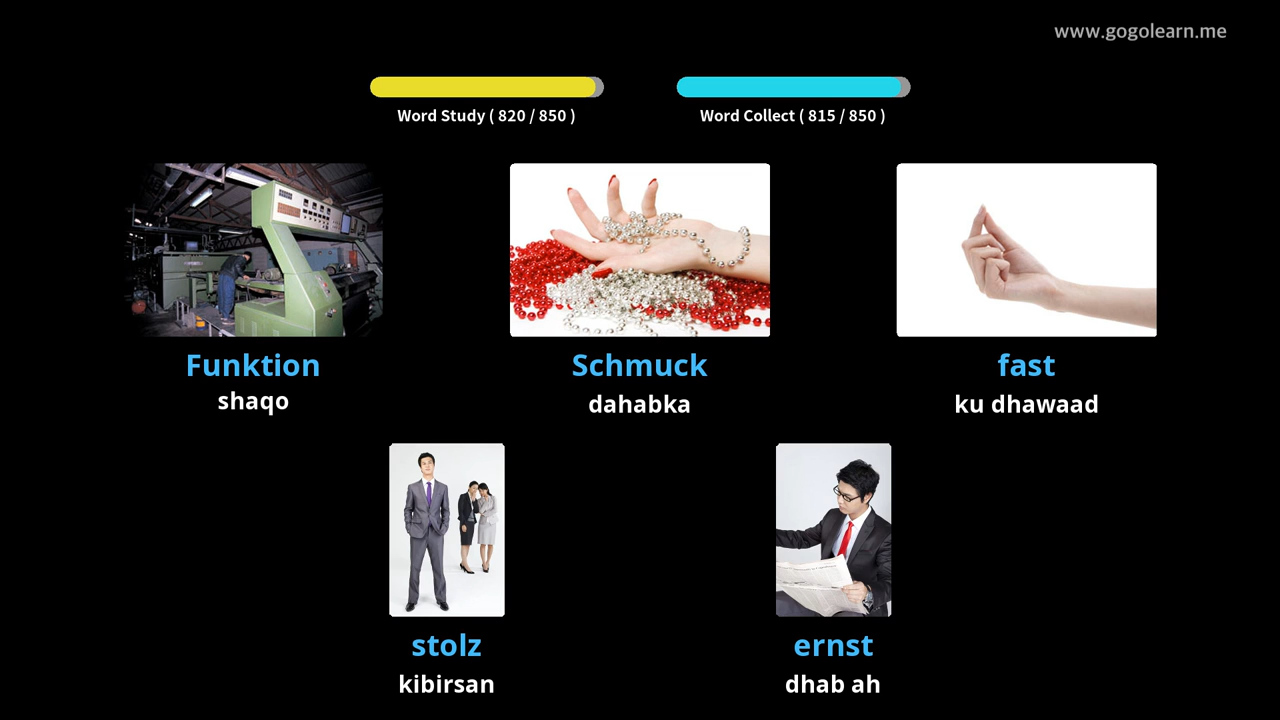 www.gogolearn.me
Word Study ( 820 / 850 )
Word Collect ( 815 / 850 )
Funktion
shaqo
Schmuck
dahabka
fast
ku dhawaad
stolz
kibirsan
ernst
dhab ah